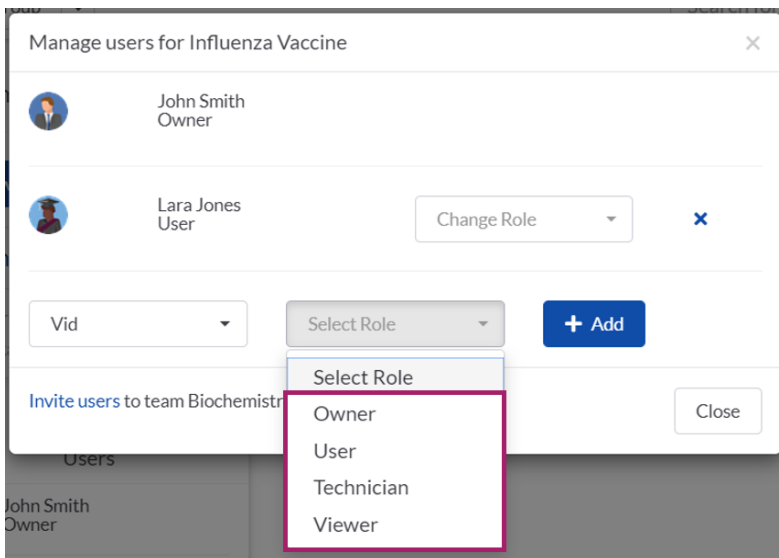 Manage users for Influenza Vaccine ×
John Smith
Owner
Lara Jones
User
Change Role
Vid
Select Role
+ Add
Select Role
Invite users to team Biochemistr
Owner
Close
User
Users
Technician
John Smith
Viewer
Owner